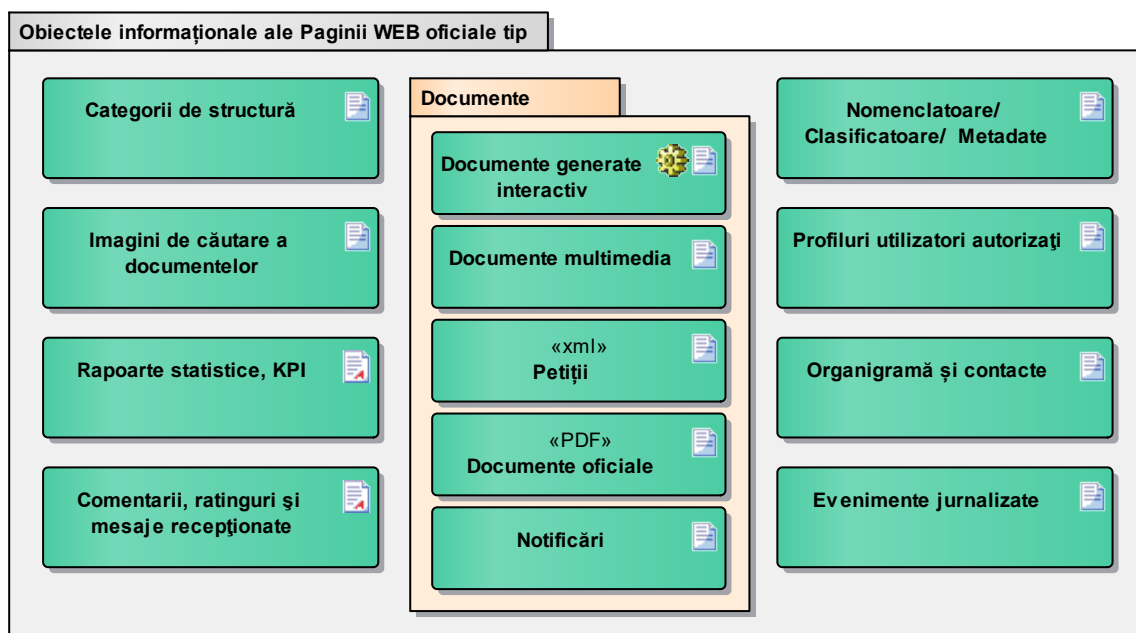 Obiectele informaționale ale Paginii WEB oficiale tip
Categorii de structură
Imagini de căutare a
documentelor
Rapoarte statistice, KPI
Comentarii, ratinguri şi
mesaje recepţionate
Documente
Documente generate
interactiv
Documente multimedia
«xml»
Petiții
«PDF»
Documente oficiale
Notificări
Nomenclatoare/
Clasificatoare/ Metadate
Profiluri utilizatori autorizaţi
Organigramă și contacte
Evenimente jurnalizate